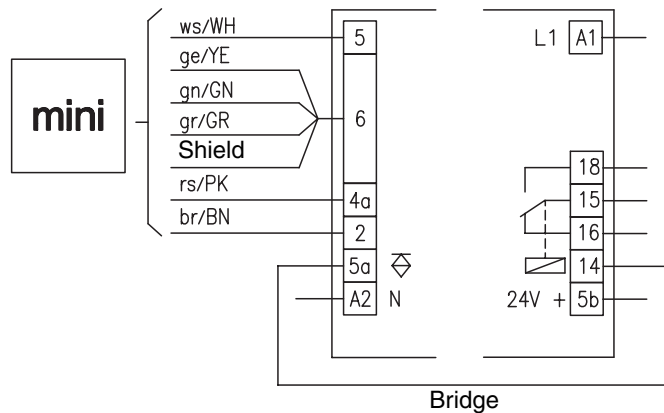 mini
ws/WH
ge/YE
gn/GN
gr/GR
Shield
rs/PK
br/BN
5
6
4a
2
5a
A2 N
L1 A1
18
15
16
14
24V + 5b
Bridge